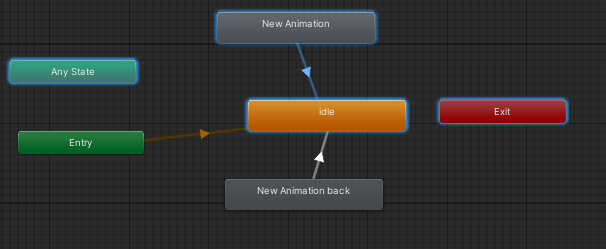 New Animation
Any State
Idle
Exit
Entry
New Animation back